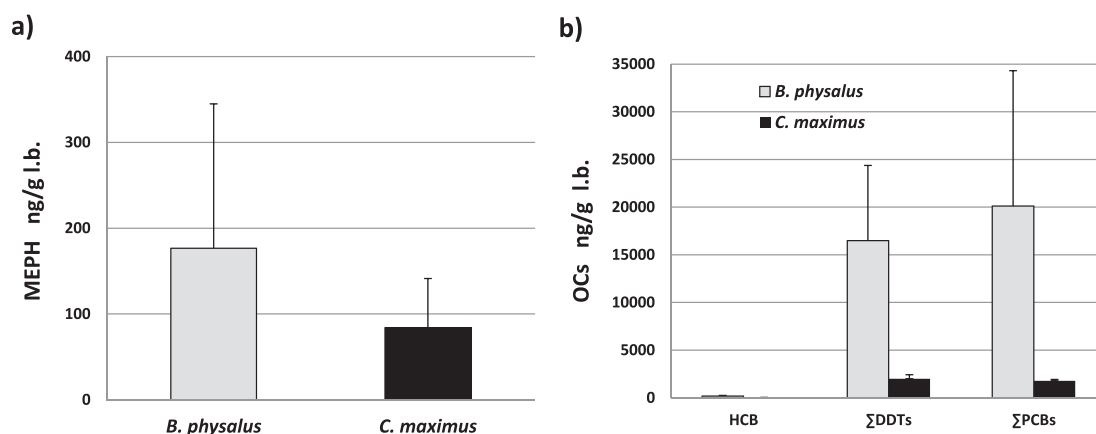 a)
MEPH ng/g l.b.
400
300
200
100
0
B. physalus
C. maximus
b)
OCs ng/g l.b.
35000
30000
25000
20000
15000
10000
5000
0
B. physalus
C. maximus
HCB
∑DDTs
∑PCBs